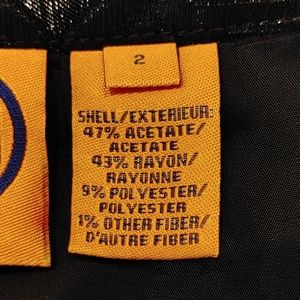 2
SHELL/EXTERIEUR:
47% ACETATE/
ACETATE
43% RAYON/
RAYONNE
9% POLYESTER/
POLYESTER
1% OTHER FIBER/
D'AUTRE FIBER